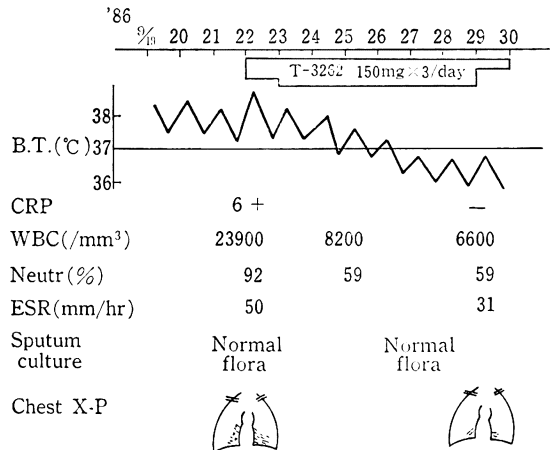 '86
9/19 20 21 22 23 24 25 26 27 28 29 30
T-3262 150mg×3/day
38
B.T.(℃) 37
36
CRP 6+ −
WBC(/mm³) 23900 8200 6600
Neutr(%) 92 59 59
ESR(mm/hr) 50 31
Sputum culture Normal flora Normal flora
Chest X-P